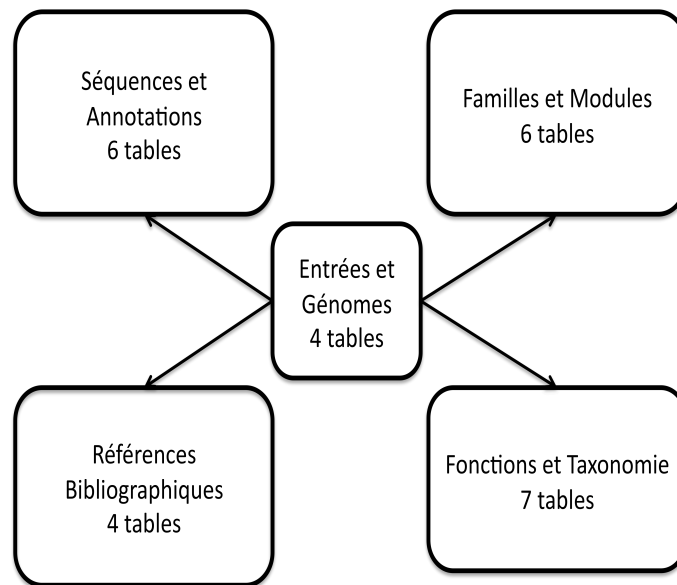 Séquences et
Annotations
6 tables
Familles et Modules
6 tables
Entrées et
Génomes
4 tables
Références
Bibliographiques
4 tables
Fonctions et Taxonomie
7 tables